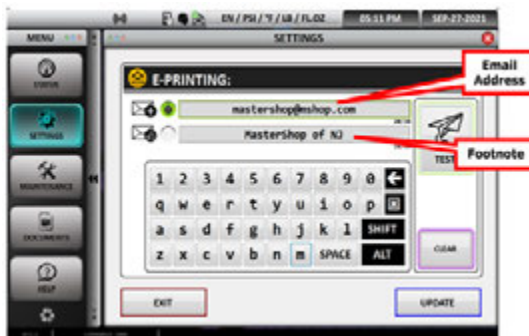 EN / PSI / °F / LB / FL.OZ 05:11 PM SEP-27-2021
MENU SETTINGS
Email Address
E-PRINTING:
STATUS
mastershop@mshop.com
SETTINGS
MasterShop of NJ
TEST
Footnote
1 2 3 4 5 6 7 8 9 0
MAINTENANCE
q w e r t y u i o p
a s d f g h j k l SHIFT
DOCUMENTS
z x c v b n m SPACE ALT
CLEAR
HELP
EXIT UPDATE